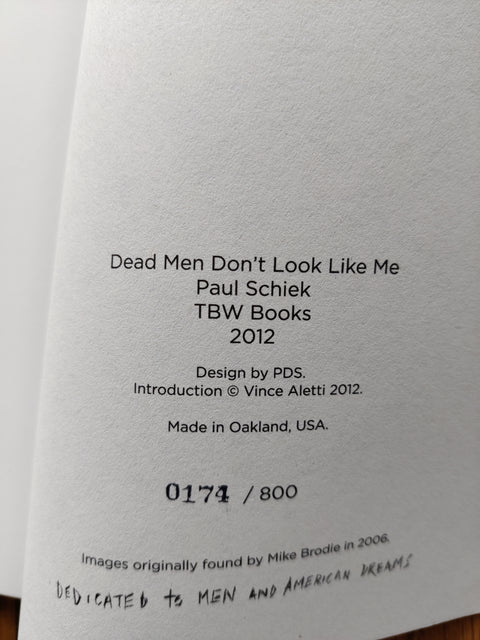 Dead Men Don't Look Like Me
Paul Schiek
TBW Books
2012
Design by PDS.
Introduction © Vince Aletti 2012.
Made in Oakland, USA.
0174 / 800
Images originally found by Mike Brodie in 2006.
DEDICATED to MEN AND AMERICAN DREAMS